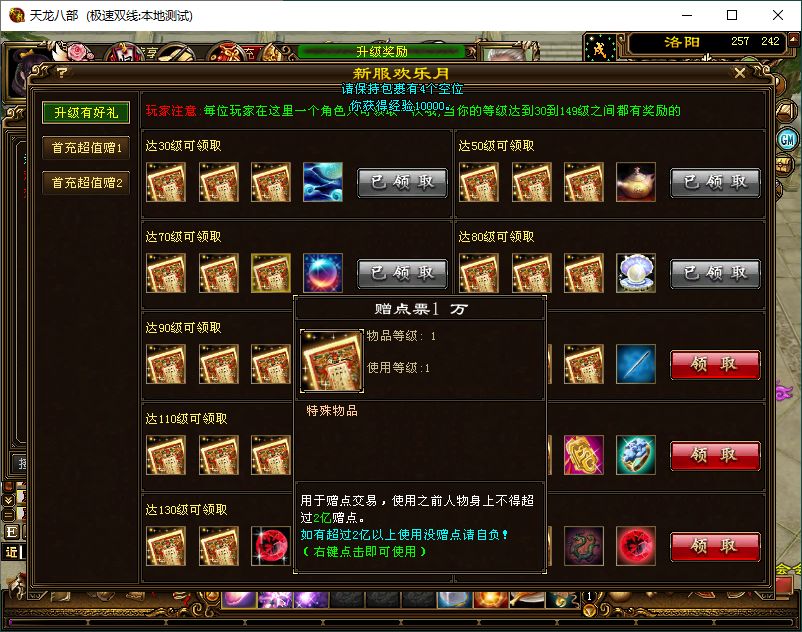 天龙八部 (极速双线:本地测试)
升级奖励
洛阳 257 242
戌
?
新服欢乐月
请保持包裹有4个空位
你获得经验10000。
升级有好礼
玩家注意:每位玩家在这里一个角色只可领取一次哦,当你的等级达到30到149级之间都有奖励的
首充超值赠1
首充超值赠2
达30级可领取
已领取
达50级可领取
已领取
达70级可领取
已领取
达80级可领取
已领取
达90级可领取
领取
达110级可领取
领取
达130级可领取
领取
赠点票1 万
物品等级: 1
使用等级:1
特殊物品
用于赠点交易,使用之前人物身上不得超
过2亿赠点。
如有超过2亿以上使用没赠点请自负!
(右键点击即可使用)
GM
E
近
1